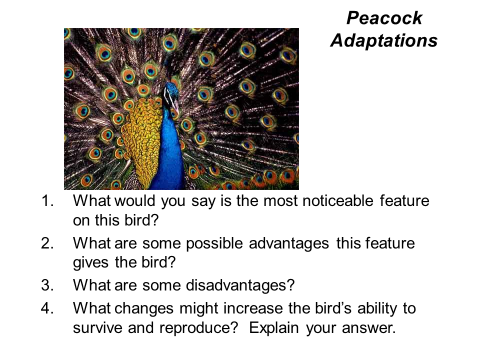 Peacock
Adaptations
1. What would you say is the most noticeable feature
on this bird?
2. What are some possible advantages this feature
gives the bird?
3. What are some disadvantages?
4. What changes might increase the bird's ability to
survive and reproduce? Explain your answer.